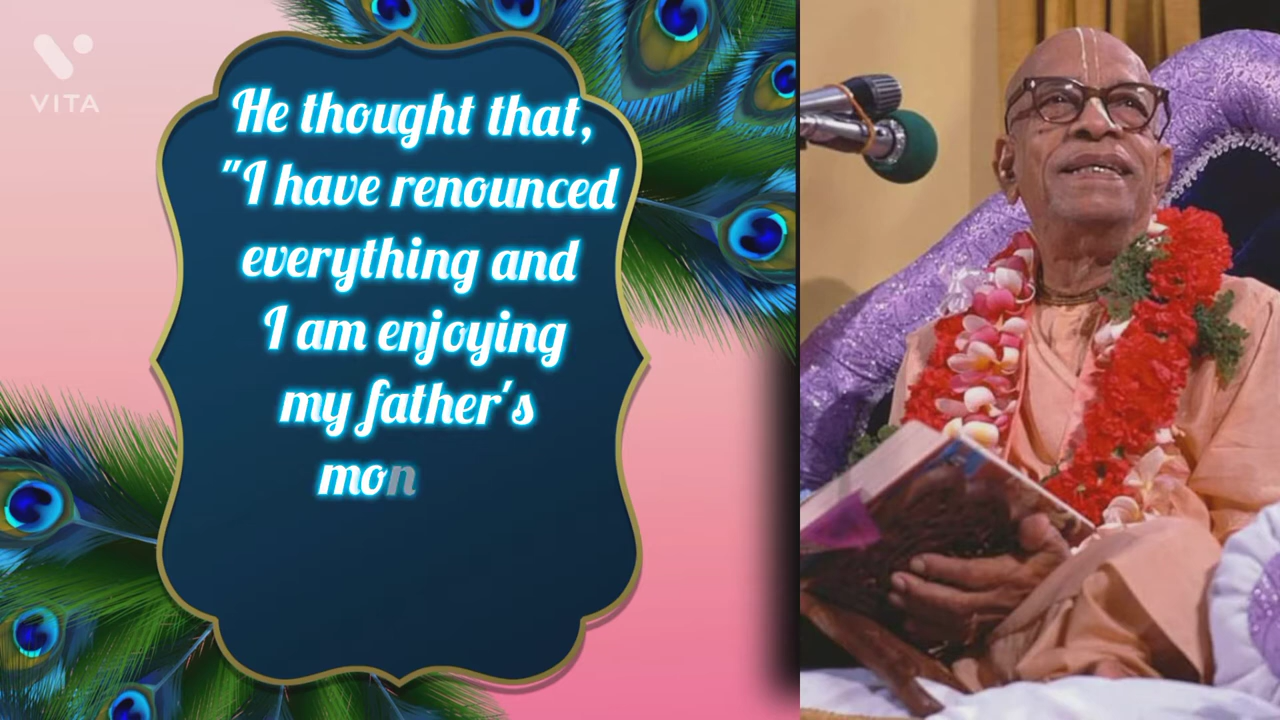 VITA
He thought that,
"I have renounced
everything and
I am enjoying
my father's
mon